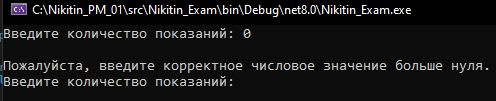 C:\Nikitin_PM_01\src\Nikitin_Exam\bin\Debug\net8.0\Nikitin_Exam.exe
Введите количество показаний: 0
Пожалуйста, введите корректное числовое значение больше нуля.
Введите количество показаний: